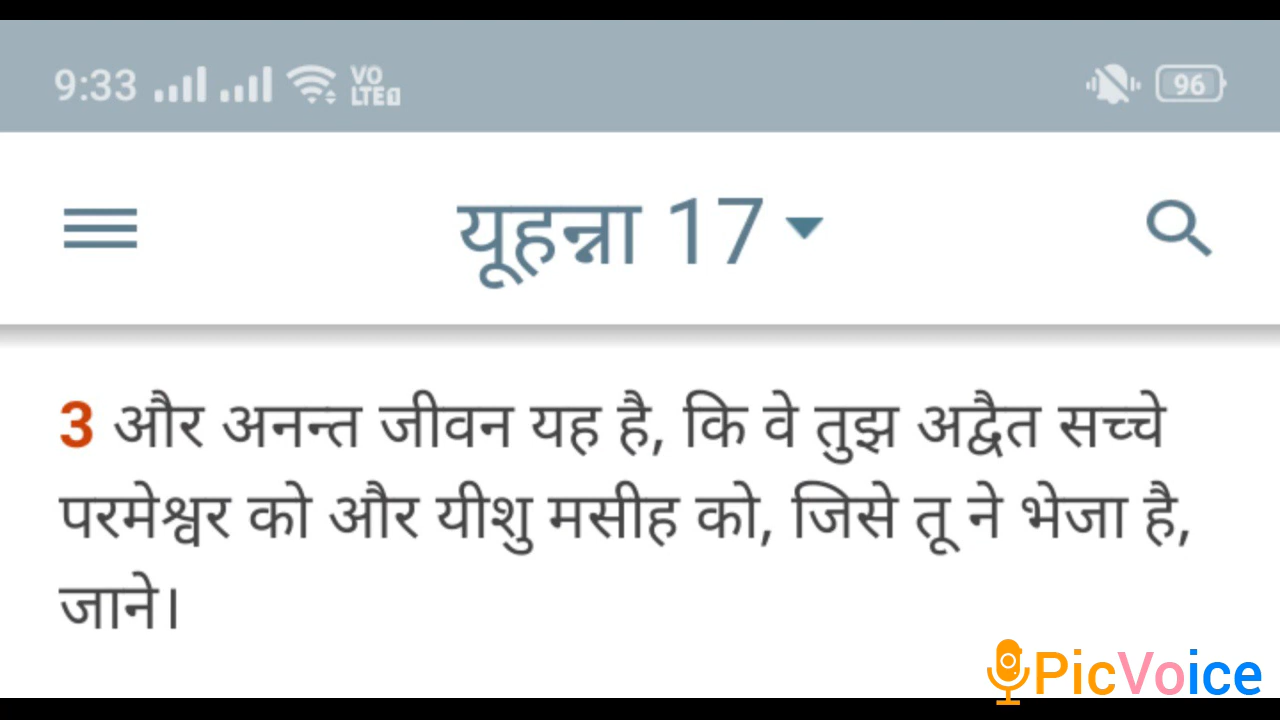 9:33 VO LTE 96
यूहन्ना 17
3 और अनन्त जीवन यह है, कि वे तुझ अद्वैत सच्चे
परमेश्वर को और यीशु मसीह को, जिसे तू ने भेजा है,
जाने।
PicVoice